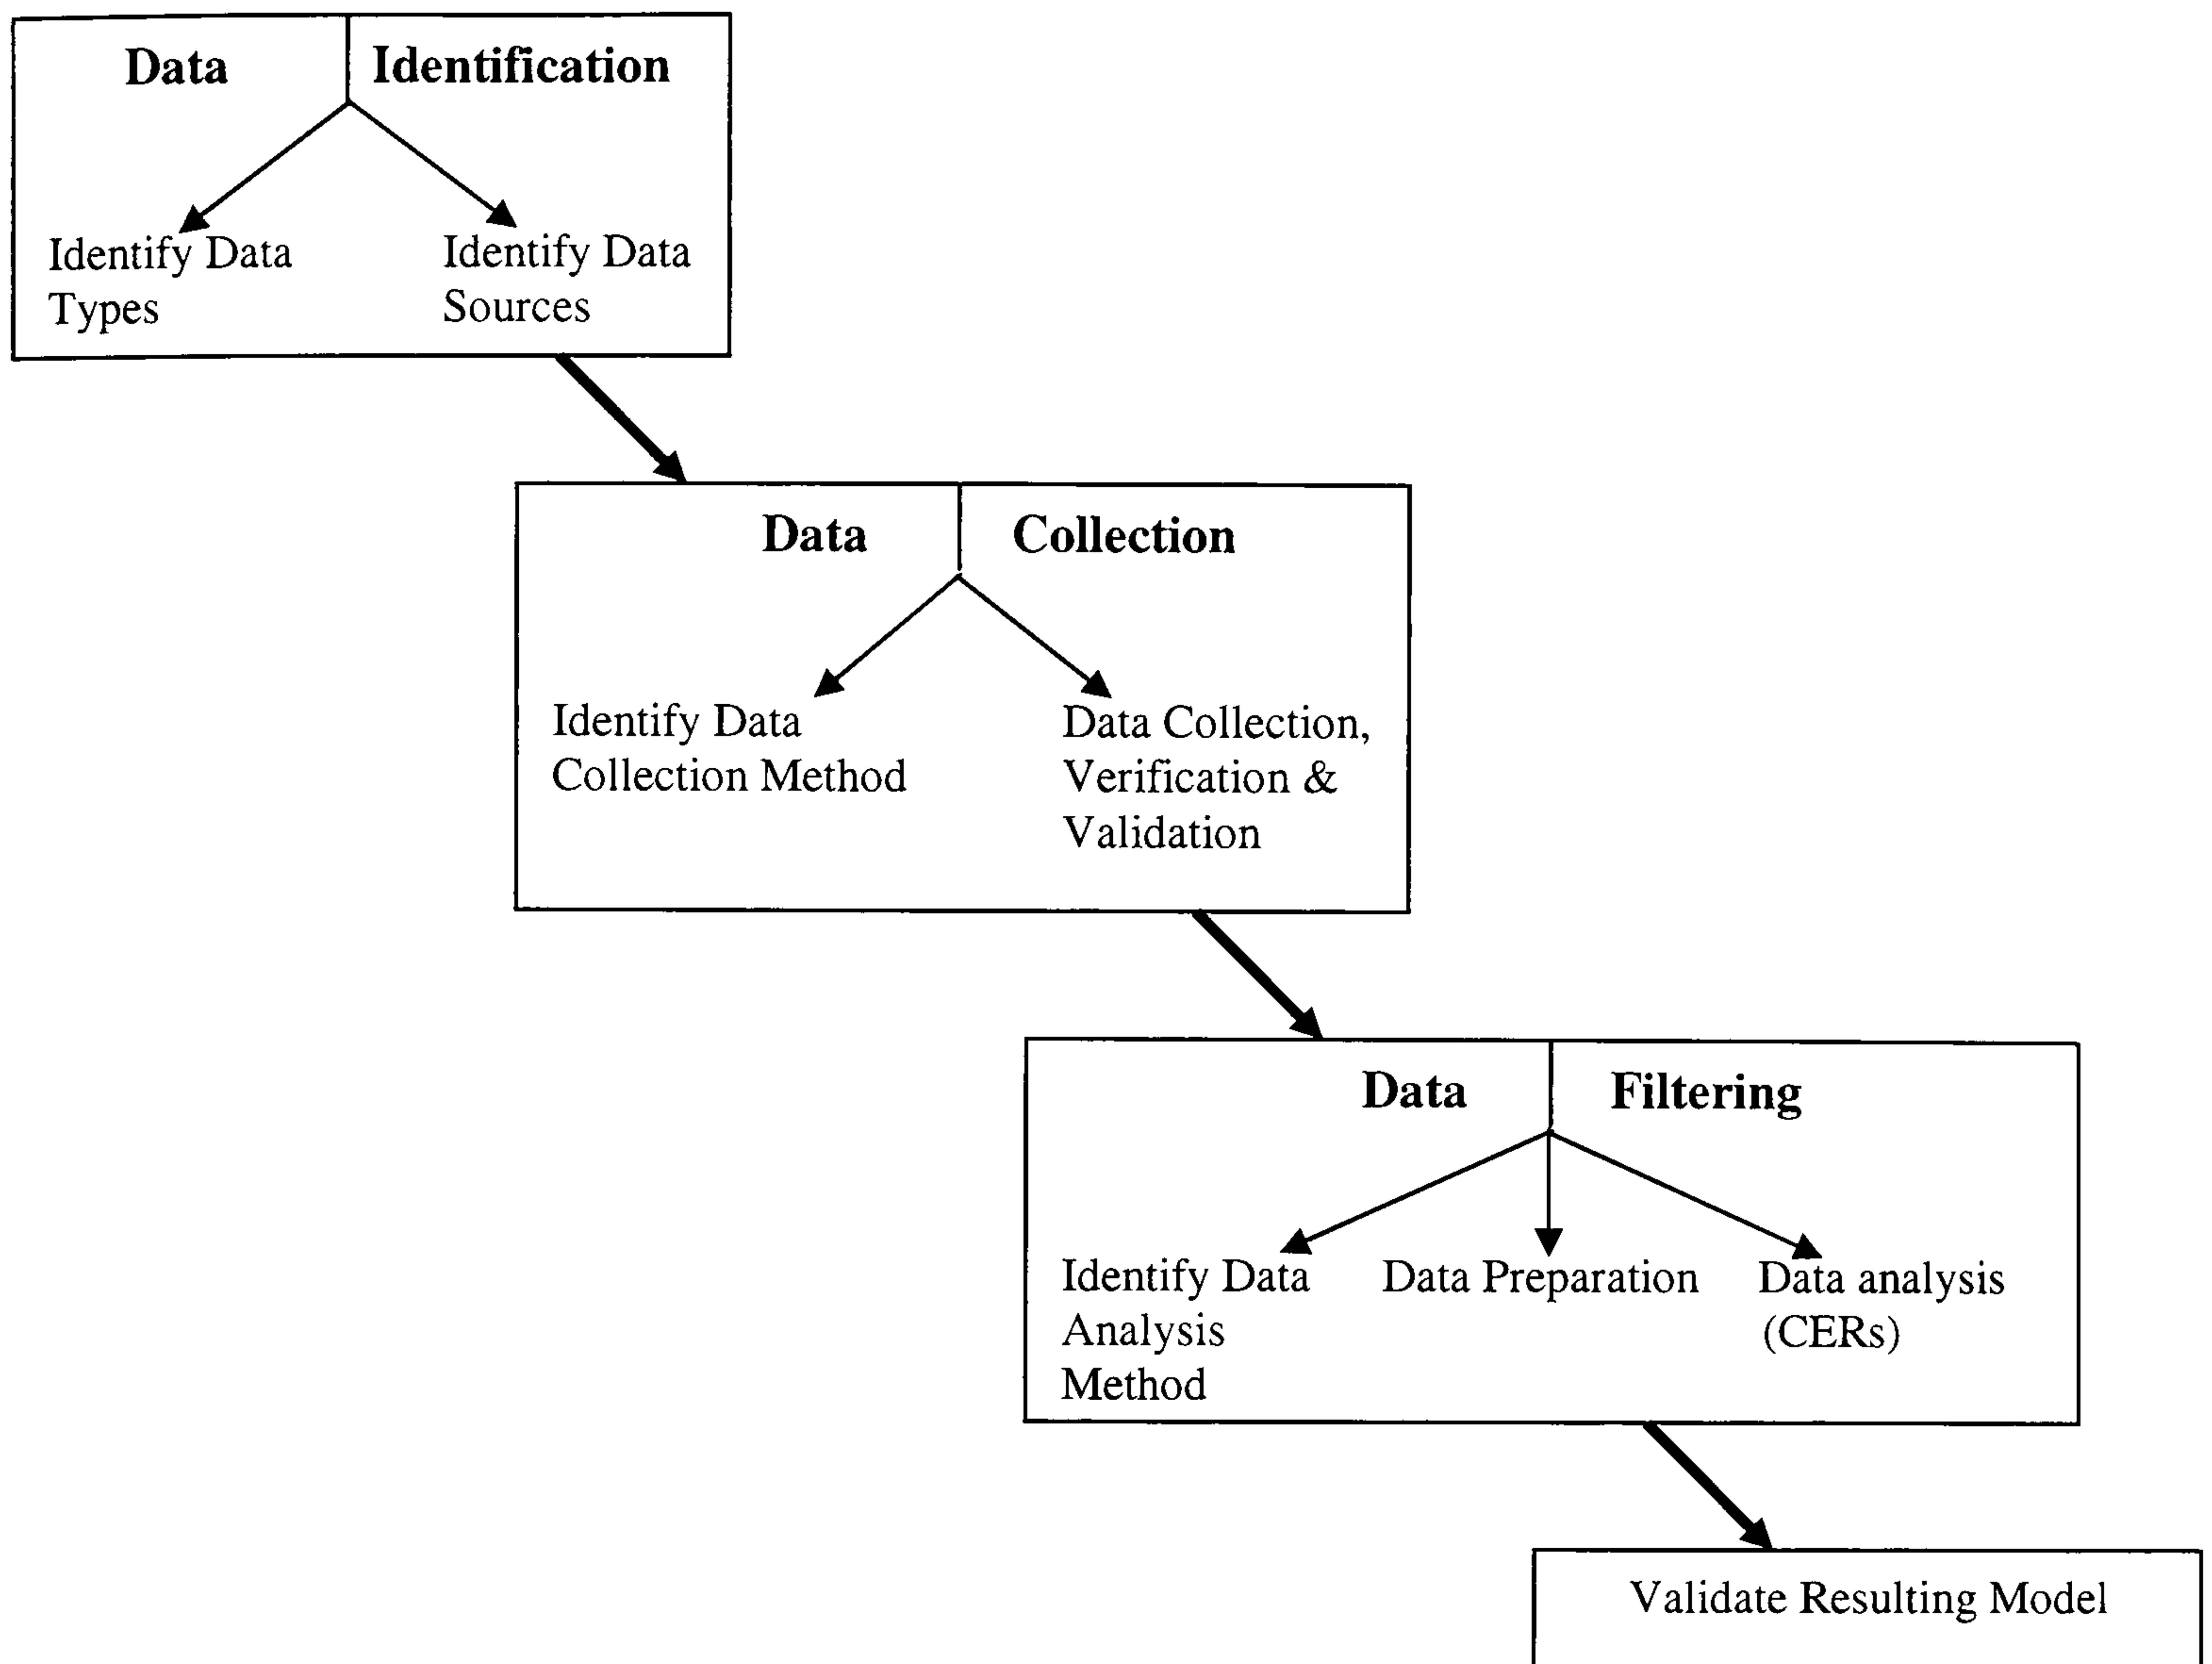 Data Identification
Identify Data
Types
Identify Data
Sources
Data Collection
Identify Data
Collection Method
Data Collection,
Verification &
Validation
Data Filtering
Identify Data
Analysis
Method
Data Preparation
Data analysis
(CERs)
Validate Resulting Model